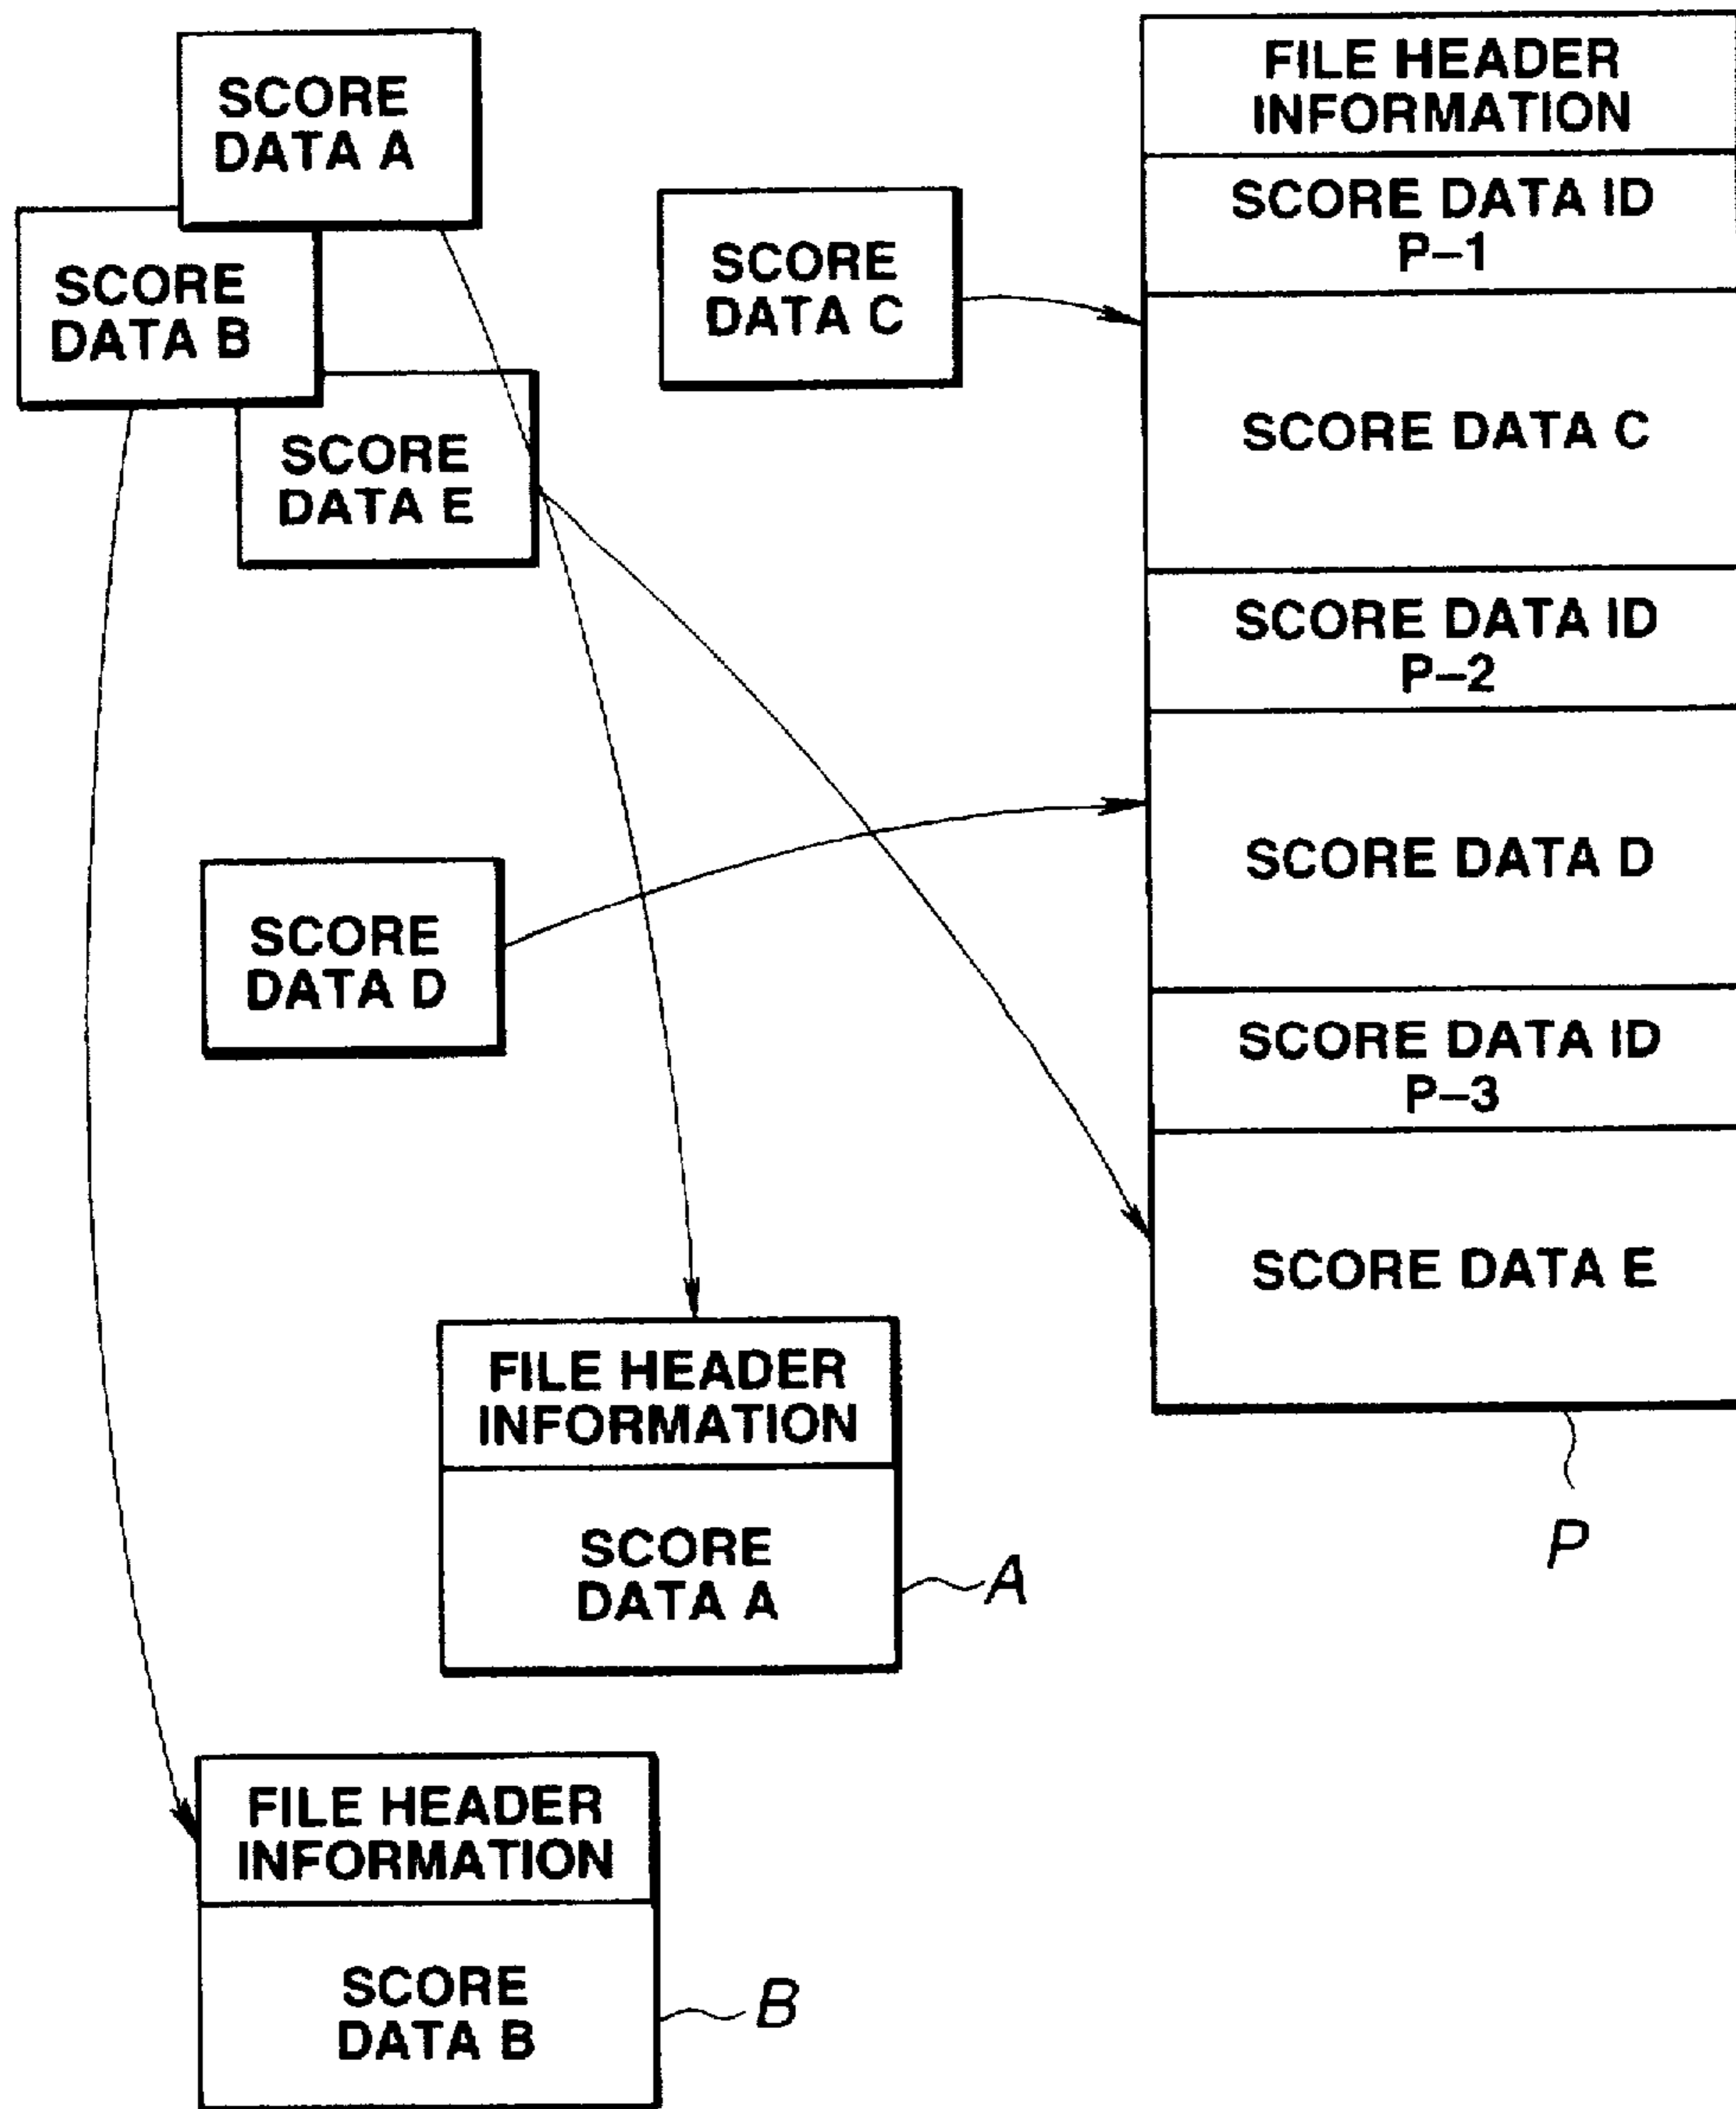 SCORE
DATA A
SCORE
DATA B
SCORE
DATA E
SCORE
DATA C
SCORE
DATA D
FILE HEADER
INFORMATION
SCORE DATA ID
P–1
SCORE DATA C
SCORE DATA ID
P–2
SCORE DATA D
SCORE DATA ID
P–3
SCORE DATA E
P
FILE HEADER
INFORMATION
SCORE
DATA A
A
FILE HEADER
INFORMATION
SCORE
DATA B
B